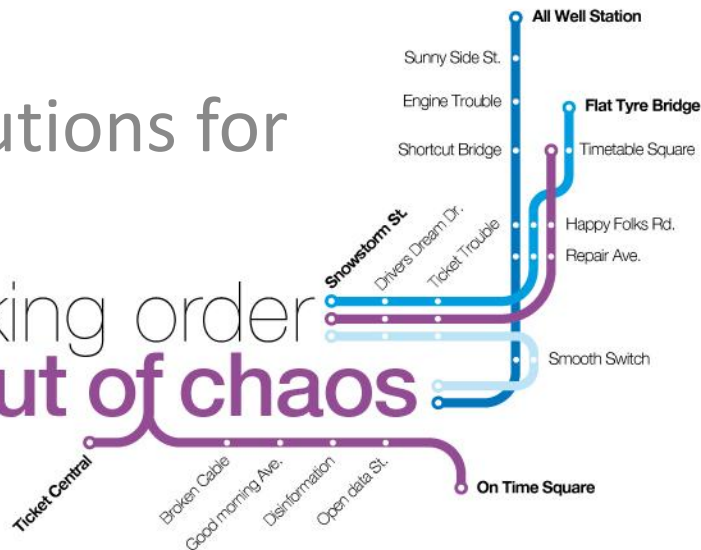 All Well Station
Sunny Side St.
Engine Trouble
Flat Tyre Bridge
utions for
Shortcut Bridge
Timetable Square
Snowstorm St.
Drivers Dream Dr.
Ticket Trouble
Happy Folks Rd.
Repair Ave.
king order
Smooth Switch
ut of chaos
Ticket Central
Broken Cable
Good morning Ave.
Disinformation
Open data St.
On Time Square